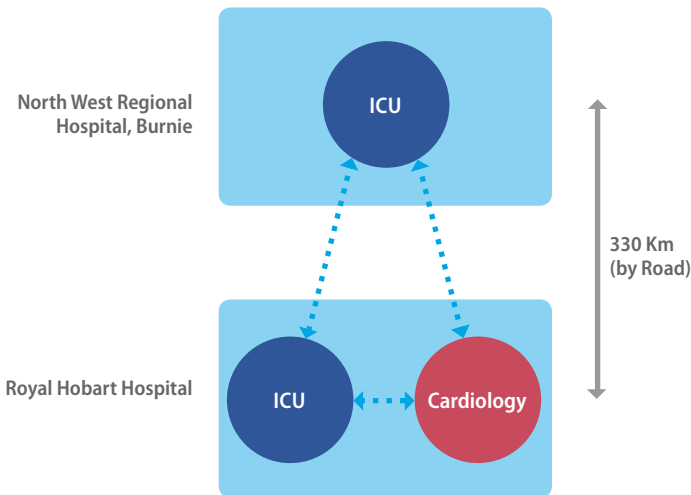 ICU
North West Regional
Hospital, Burnie
330 Km
(by Road)
Royal Hobart Hospital
ICU
Cardiology